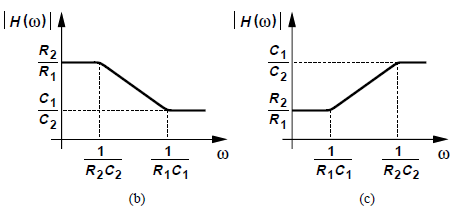 |H(ω)|
R2
R1
C1
C2
1
R2C2
1
R1C1
ω
(b)
|H(ω)|
C1
C2
R2
R1
1
R1C1
1
R2C2
ω
(c)